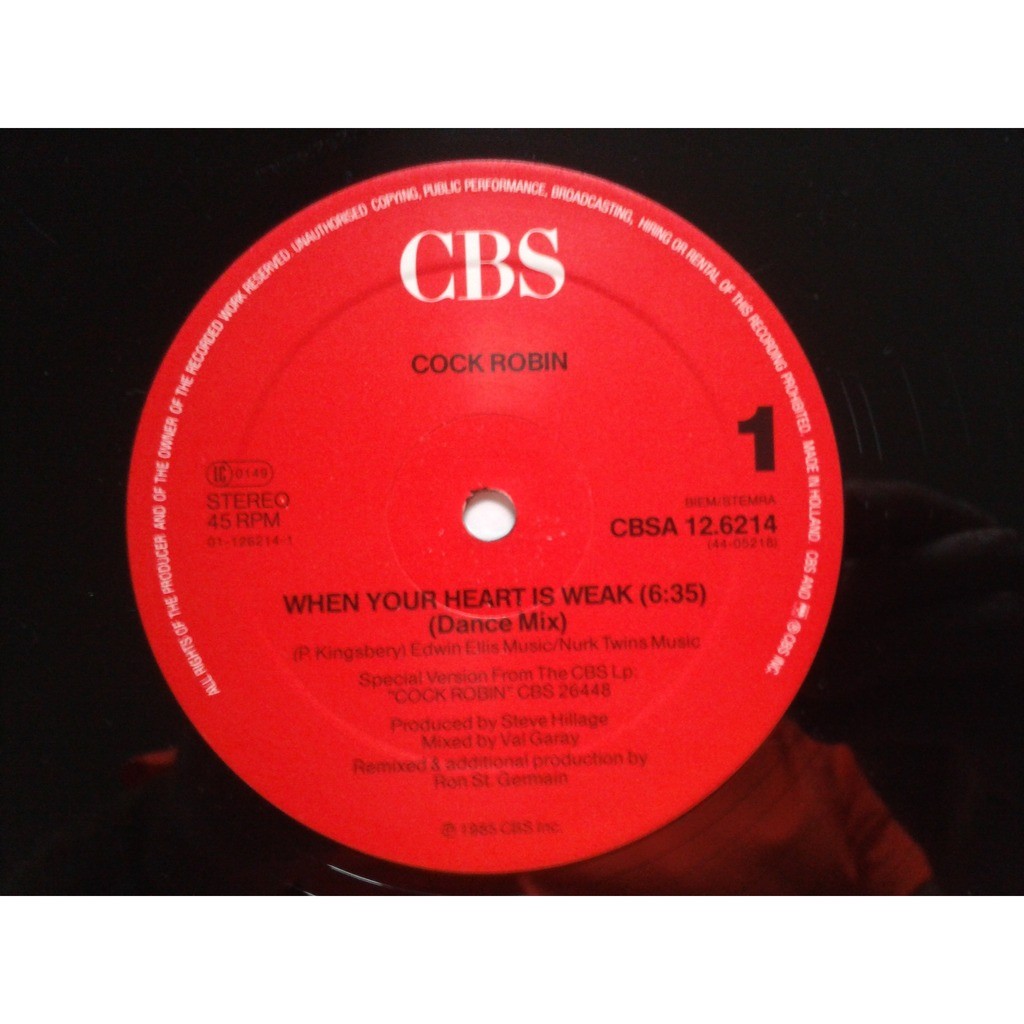 ALL RIGHTS OF THE PRODUCER AND OF THE OWNER OF THE RECORDED WORK RESERVED. UNAUTHORISED COPYING, PUBLIC PERFORMANCE, BROADCASTING, HIRING OR RENTAL OF THIS RECORDING PROHIBITED. MADE IN HOLLAND. CBS AND ℗ CBS INC.
CBS
COCK ROBIN
1
LC 0149
STEREO
45 RPM
01-126214-1
BIEM/STEMRA
CBSA 12.6214
(44-05218)
WHEN YOUR HEART IS WEAK (6:35)
(Dance Mix)
(P. Kingsbery) Edwin Ellis Music/Nurk Twins Music
Special Version From The CBS Lp:
"COCK ROBIN" CBS 26448
Produced by Steve Hillage
Mixed by Val Garay
Remixed & additional production by
Ron St. Germain
℗ 1985 CBS Inc.